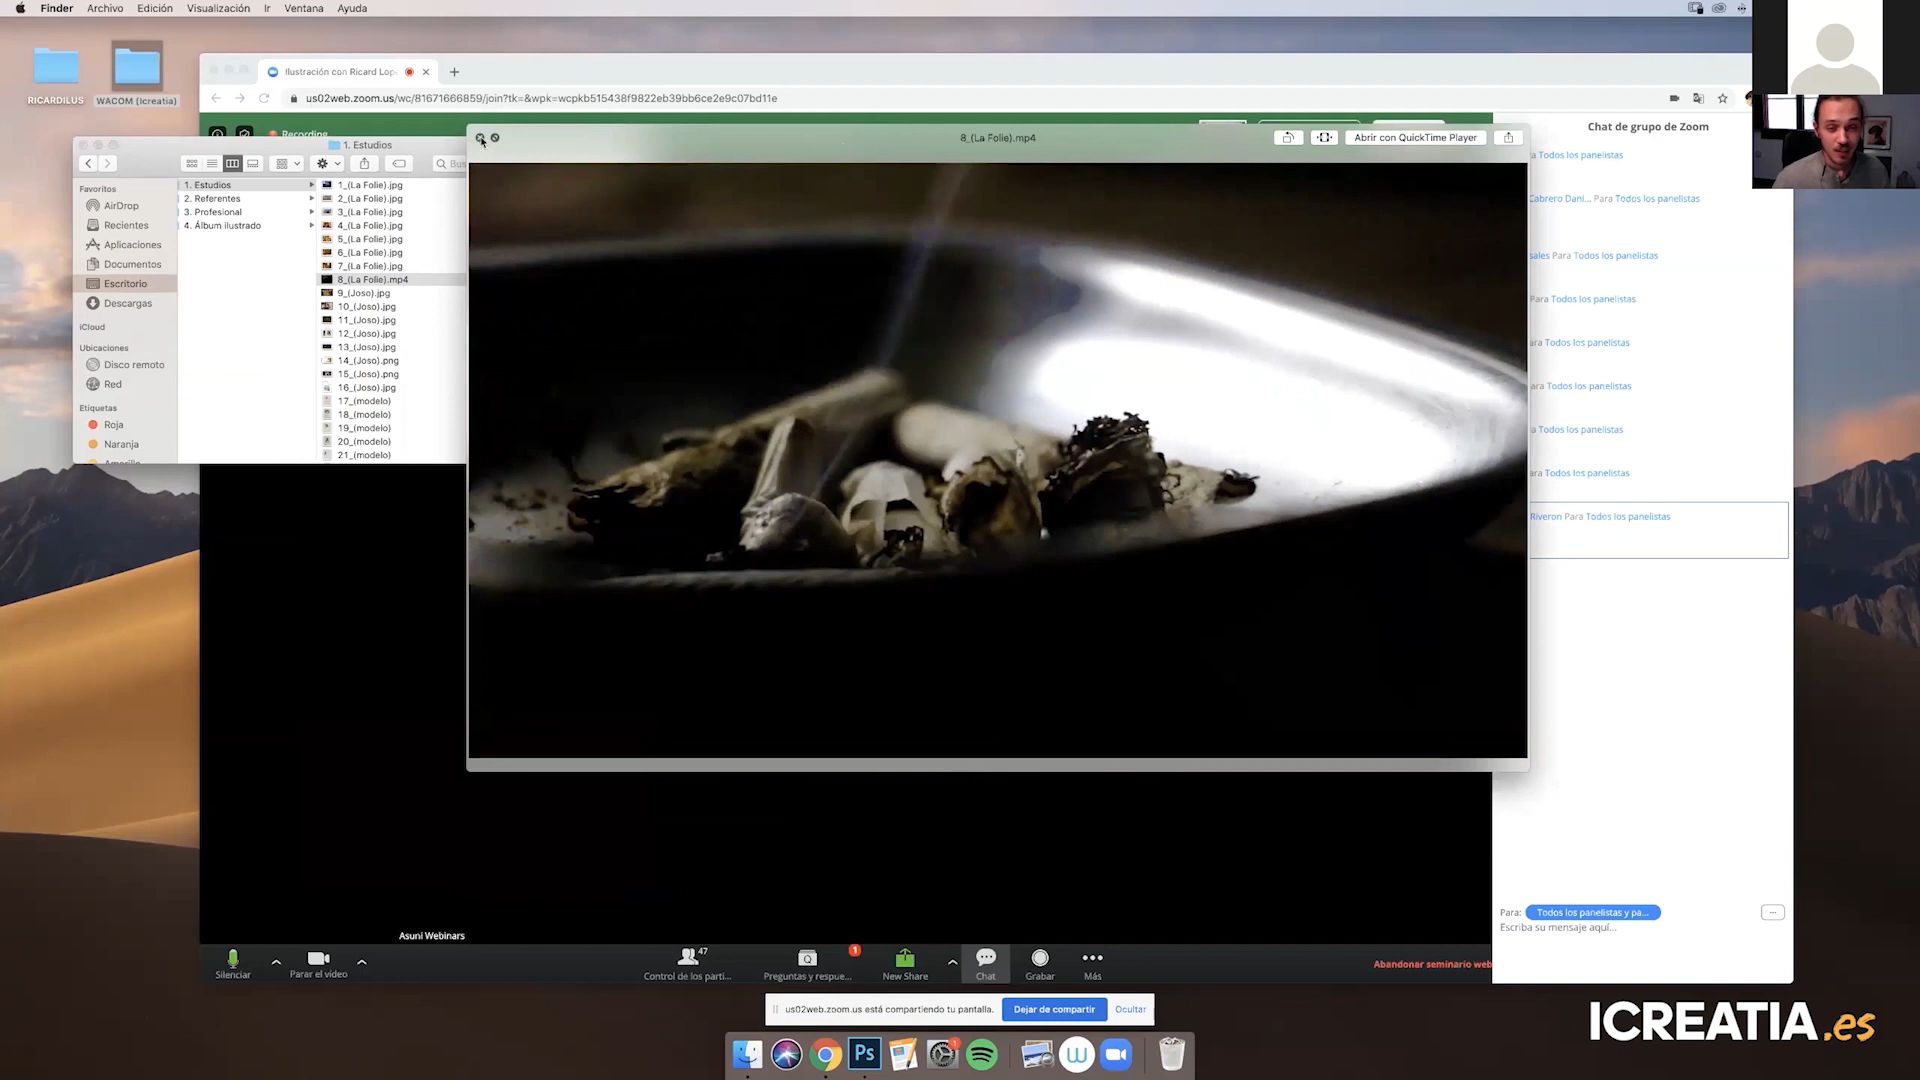 Finder Archivo Edición Visualización Ir Ventana Ayuda
RICARDILUS
WACOM (Icreatia)
Ilustración con Ricard Lop
us02web.zoom.us/wc/81671666859/join?tk=&wpk=wcpkb515438f9822eb39bb6ce2e9c07bd11e
Recording
1. Estudios
Bus
Favoritos
AirDrop
Recientes
Aplicaciones
Documentos
Escritorio
Descargas
iCloud
Ubicaciones
Disco remoto
Red
Etiquetas
Roja
Naranja
Amarillo
1. Estudios
2. Referentes
3. Profesional
4. Álbum ilustrado
1_(La Folie).jpg
2_(La Folie).jpg
3_(La Folie).jpg
4_(La Folie).jpg
5_(La Folie).jpg
6_(La Folie).jpg
7_(La Folie).jpg
8_(La Folie).mp4
9_(Joso).jpg
10_(Joso).jpg
11_(Joso).jpg
12_(Joso).jpg
13_(Joso).jpg
14_(Joso).png
15_(Joso).png
16_(Joso).jpg
17_(modelo)
18_(modelo)
19_(modelo)
20_(modelo)
21_(modelo)
8_(La Folie).mp4
Abrir con QuickTime Player
Chat de grupo de Zoom
a Todos los panelistas
Cabrero Dani... Para Todos los panelistas
sales Para Todos los panelistas
Para Todos los panelistas
ara Todos los panelistas
ara Todos los panelistas
a Todos los panelistas
ara Todos los panelistas
Riveron Para Todos los panelistas
Para: Todos los panelistas y pa... ...
Escriba su mensaje aquí...
Asuni Webinars
Silenciar
Parar el vídeo
47
Control de los parti...
1
Preguntas y respue...
New Share
Chat
Grabar
Más
Abandonar seminario web
us02web.zoom.us está compartiendo tu pantalla. Dejar de compartir Ocultar
Ps
1
ICREATIA.es